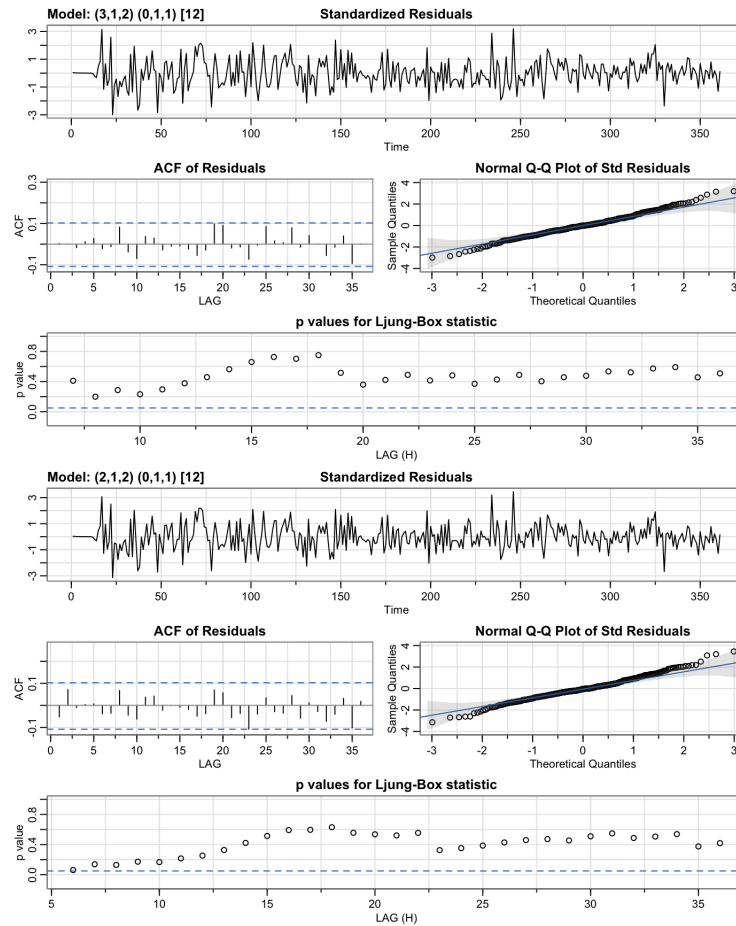 Model: (3,1,2) (0,1,1) [12] Standardized Residuals
3
1
-1
-3
0 50 100 150 200 250 300 350
Time
ACF of Residuals
ACF
0.3
0.1
-0.1
0 5 10 15 20 25 30 35
LAG
Normal Q-Q Plot of Std Residuals
Sample Quantiles
4
2
0
-2
-4
-3 -2 -1 0 1 2 3
Theoretical Quantiles
p values for Ljung-Box statistic
p value
0.8
0.4
0.0
10 15 20 25 30 35
LAG (H)
Model: (2,1,2) (0,1,1) [12] Standardized Residuals
3
1
-1
-3
0 50 100 150 200 250 300 350
Time
ACF of Residuals
ACF
0.1
-0.1
0 5 10 15 20 25 30 35
LAG
Normal Q-Q Plot of Std Residuals
Sample Quantiles
4
2
0
-2
-4
-3 -2 -1 0 1 2 3
Theoretical Quantiles
p values for Ljung-Box statistic
p value
0.8
0.4
0.0
5 10 15 20 25 30 35
LAG (H)